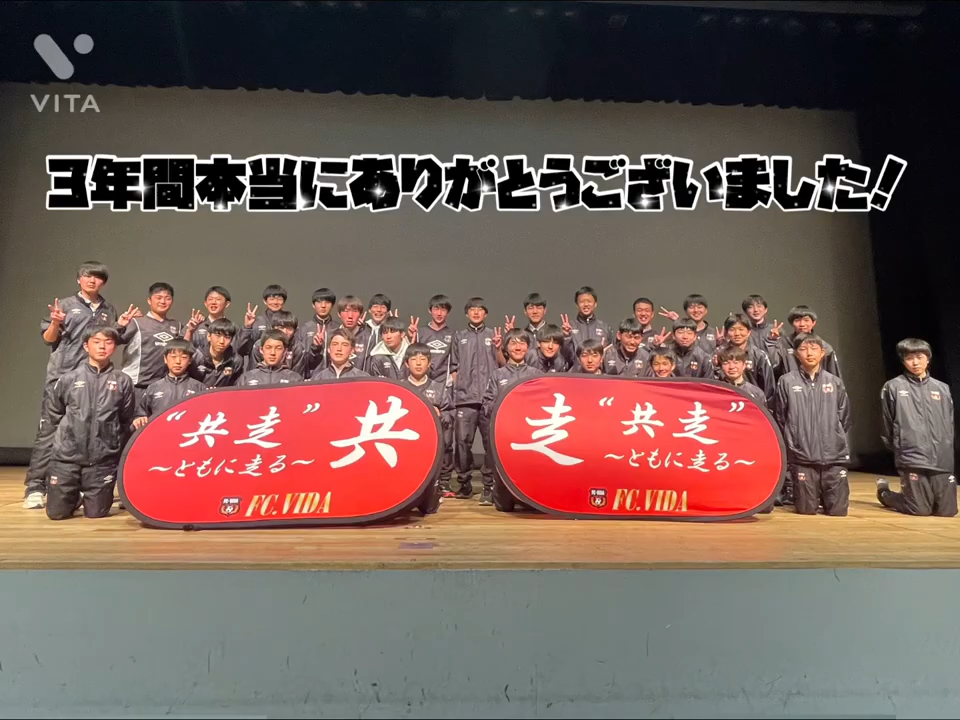 VITA
3年間本当にありがとうございました!
“共走”
〜ともに走る〜
共
FC.VIDA
走
“共走”
〜ともに走る〜
FC.VIDA